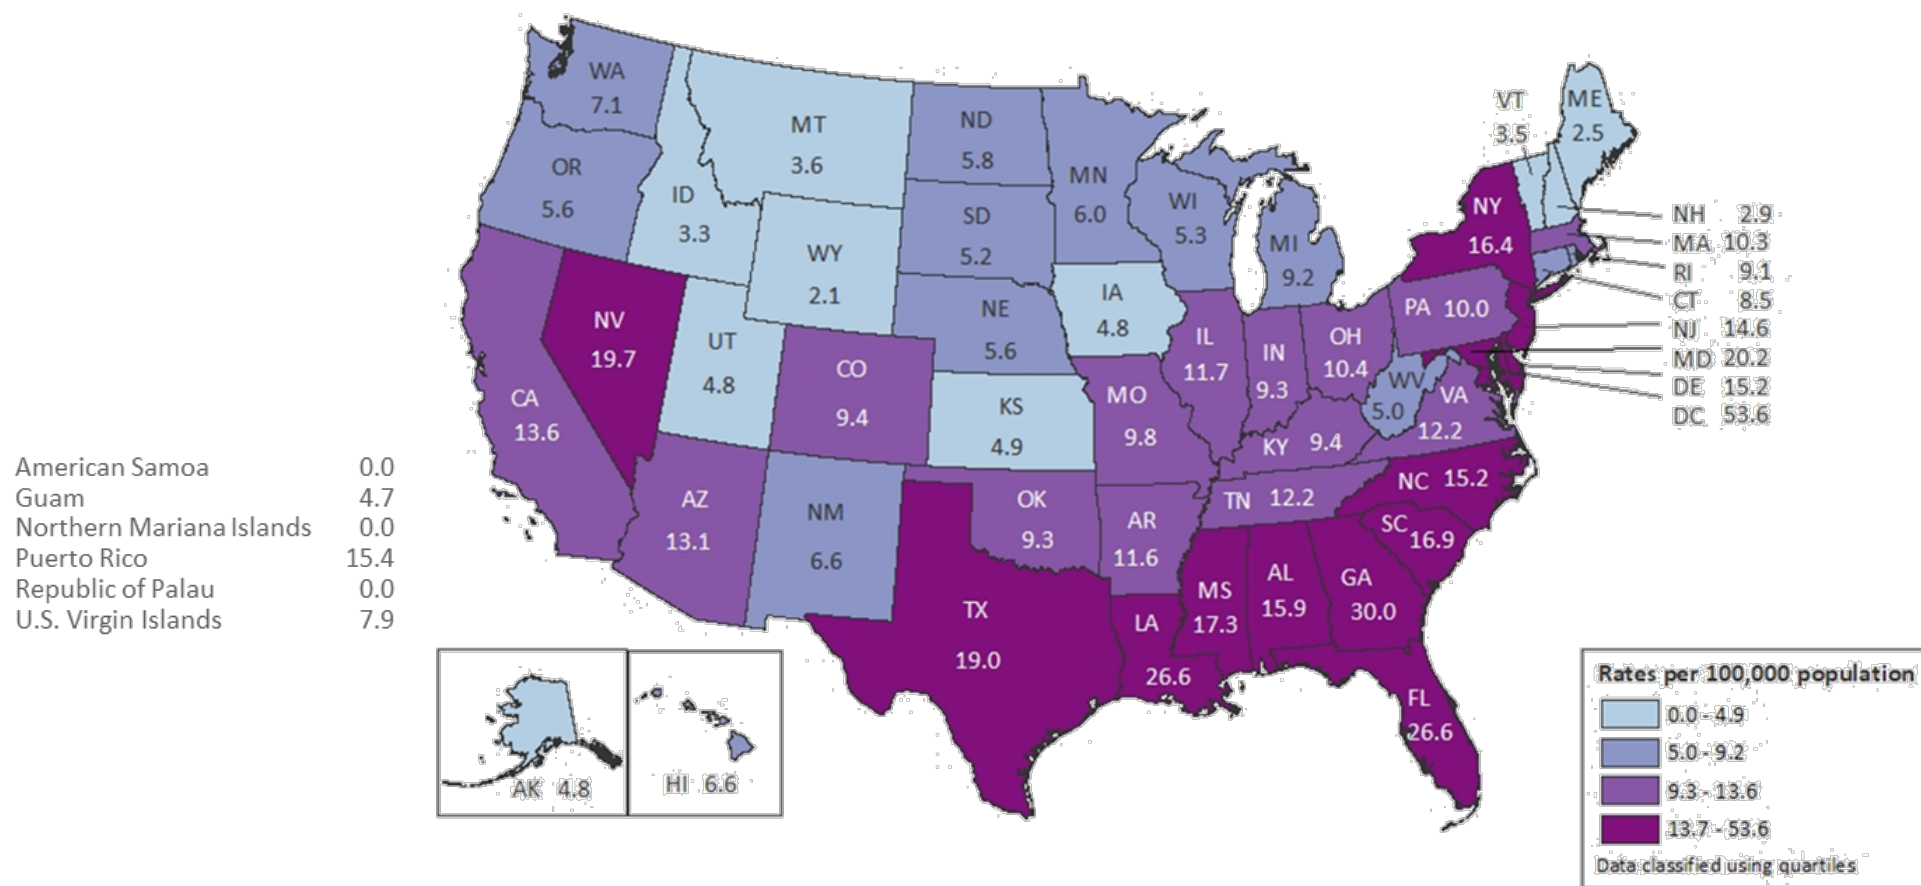 WA
7.1
OR
5.6
CA
13.6
NV
19.7
ID
3.3
MT
3.6
WY
2.1
UT
4.8
CO
9.4
AZ
13.1
NM
6.6
ND
5.8
SD
5.2
NE
5.6
KS
4.9
OK
9.3
TX
19.0
MN
6.0
IA
4.8
MO
9.8
AR
11.6
LA
26.6
WI
5.3
IL
11.7
MI
9.2
IN
9.3
OH
10.4
KY 9.4
TN 12.2
MS
17.3
AL
15.9
GA
30.0
FL
26.6
SC
16.9
NC 15.2
VA
12.2
WV
5.0
PA 10.0
NY
16.4
VT
3.5
ME
2.5
NH 2.9
MA 10.3
RI 9.1
CT 8.5
NJ 14.6
MD 20.2
DE 15.2
DC 53.6
American Samoa 0.0
Guam 4.7
Northern Mariana Islands 0.0
Puerto Rico 15.4
Republic of Palau 0.0
U.S. Virgin Islands 7.9
AK 4.8
HI 6.6
Rates per 100,000 population
0.0 - 4.9
5.0 - 9.2
9.3 - 13.6
13.7 - 53.6
Data classified using quartiles